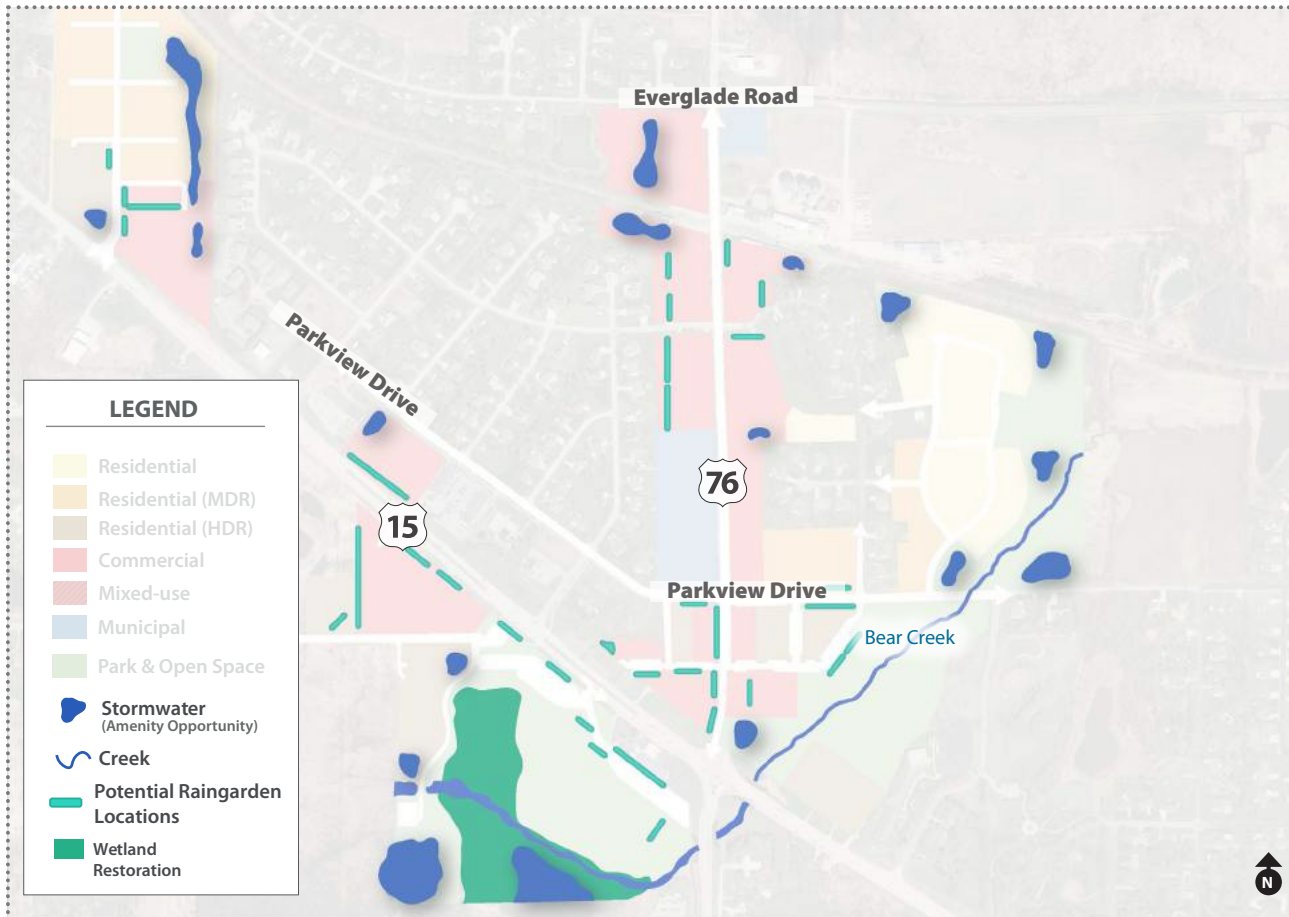 Everglade Road
Parkview Drive
76
15
Parkview Drive
Bear Creek
LEGEND
Residential
Residential (MDR)
Residential (HDR)
Commercial
Mixed-use
Municipal
Park & Open Space
Stormwater
(Amenity Opportunity)
Creek
Potential Raingarden
Locations
Wetland
Restoration
N